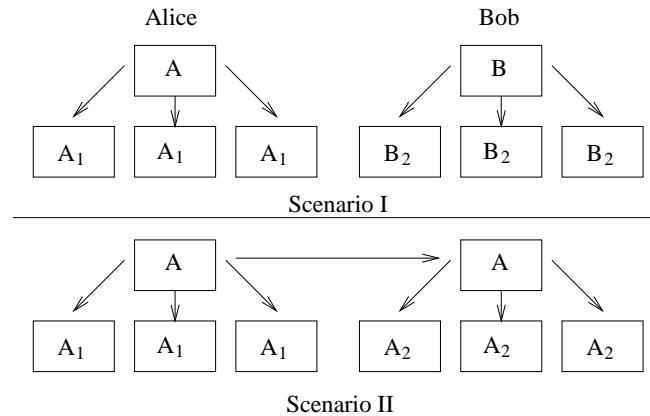 Alice Bob
A B
A1 A1 A1 B2 B2 B2
Scenario I
A A
A1 A1 A1 A2 A2 A2
Scenario II